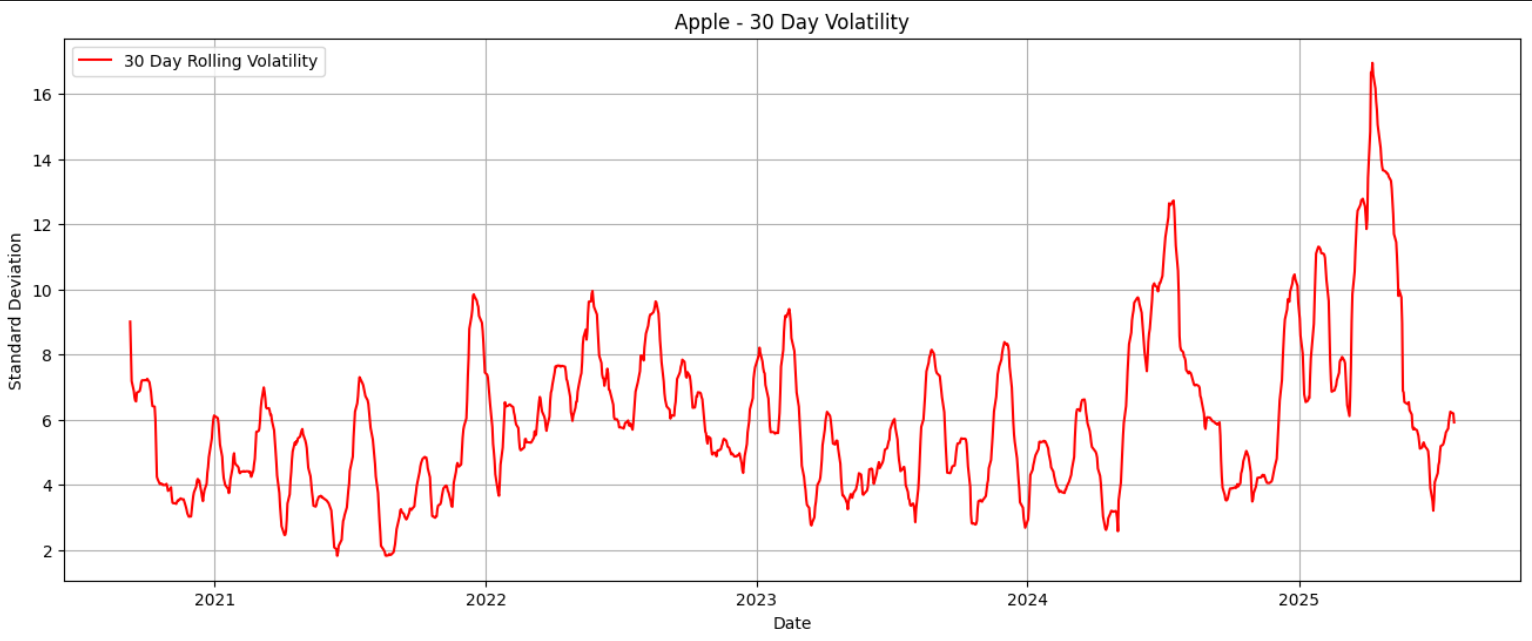 Apple - 30 Day Volatility
30 Day Rolling Volatility
Standard Deviation
16
14
12
10
8
6
4
2
2021 2022 2023 2024 2025
Date